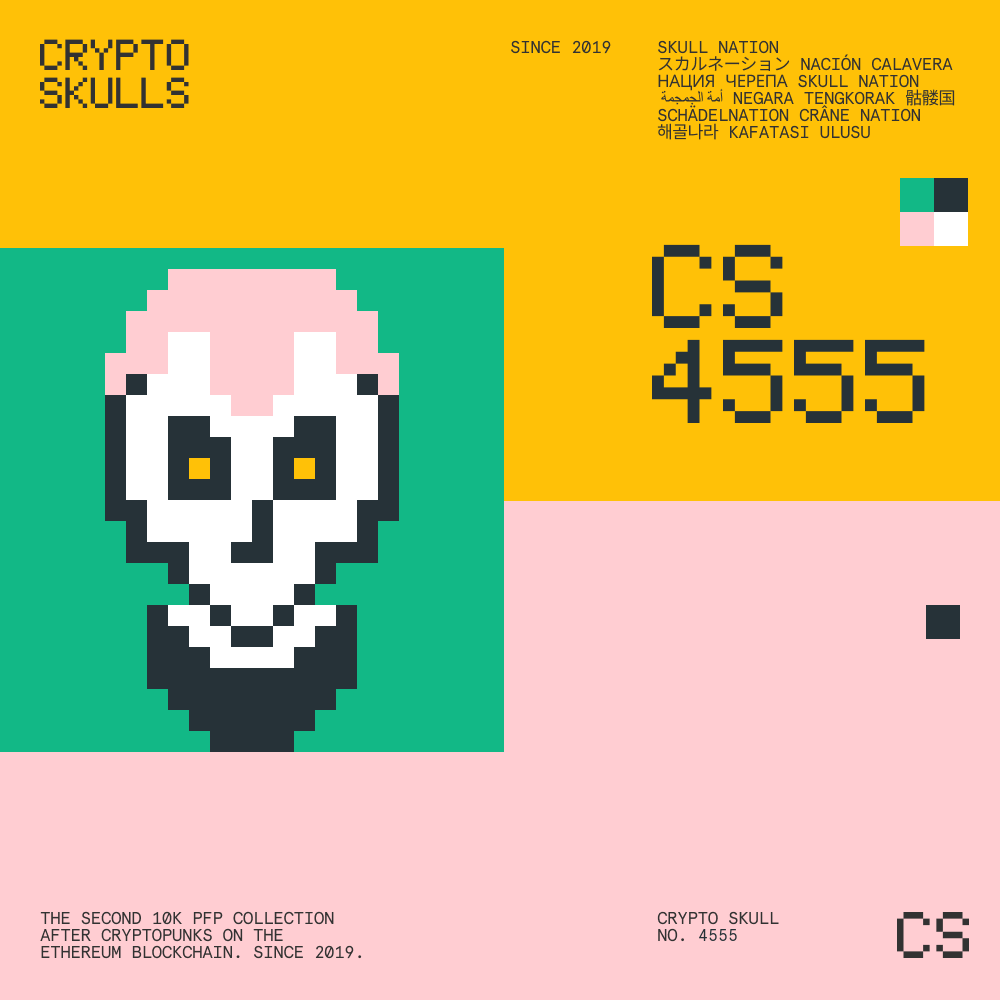 CRYPTO
SKULLS
SINCE 2019
SKULL NATION
スカルネーション NACIÓN CALAVERA
НАЦИЯ ЧЕРЕПА SKULL NATION
أمة الجمجمة NEGARA TENGKORAK 骷髅国
SCHÄDELNATION CRÂNE NATION
해골나라 KAFATASI ULUSU
CS
4555
THE SECOND 10K PFP COLLECTION
AFTER CRYPTOPUNKS ON THE
ETHEREUM BLOCKCHAIN. SINCE 2019.
CRYPTO SKULL
NO. 4555
CS